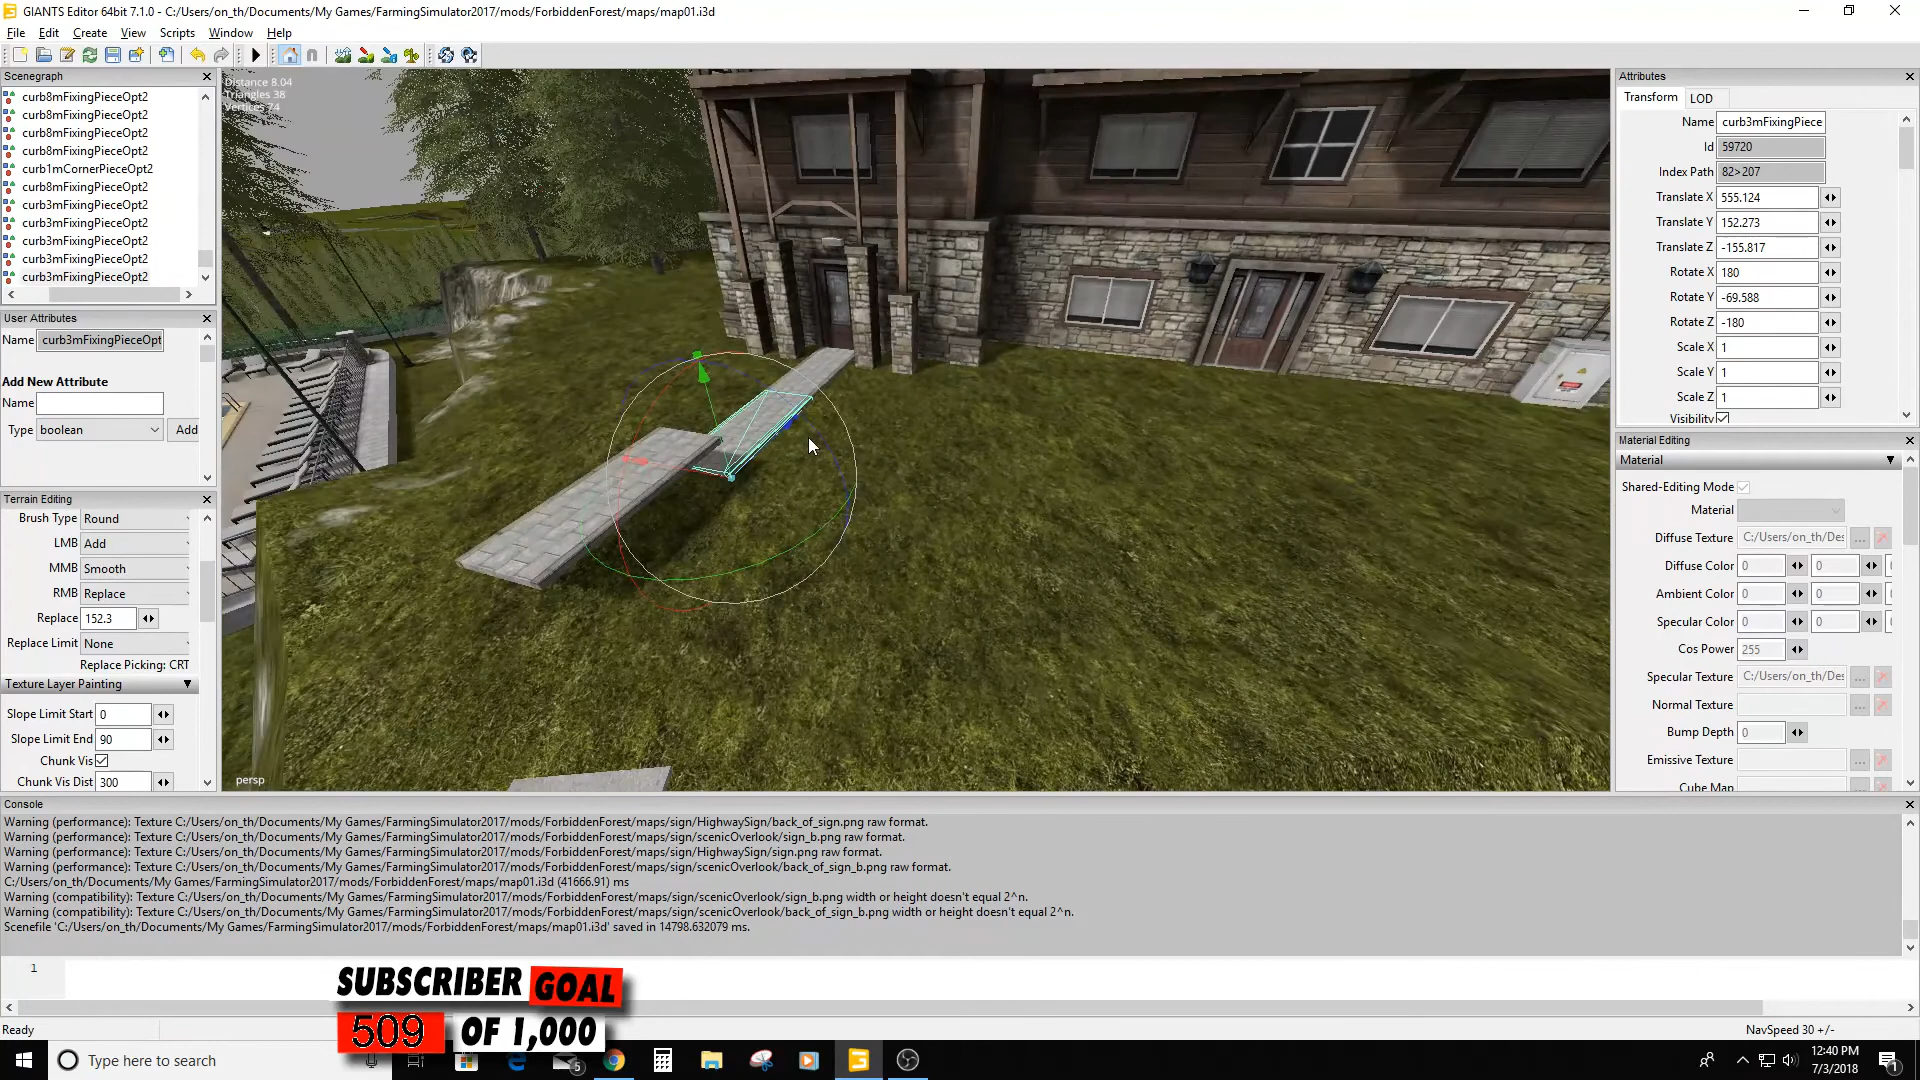 GIANTS Editor 64bit 7.1.0 - C:/Users/on_th/Documents/My Games/FarmingSimulator2017/mods/ForbiddenForest/maps/map01.i3d
File Edit Create View Scripts Window Help
Scenegraph
curb8mFixingPieceOpt2
curb8mFixingPieceOpt2
curb8mFixingPieceOpt2
curb8mFixingPieceOpt2
curb1mCornerPieceOpt2
curb8mFixingPieceOpt2
curb3mFixingPieceOpt2
curb3mFixingPieceOpt2
curb3mFixingPieceOpt2
curb3mFixingPieceOpt2
curb3mFixingPieceOpt2
User Attributes
Name curb3mFixingPieceOpt
Add New Attribute
Name
Type boolean Add
Terrain Editing
Brush Type Round
LMB Add
MMB Smooth
RMB Replace
Replace 152.3
Replace Limit None
Replace Picking: CRT
Texture Layer Painting
Slope Limit Start 0
Slope Limit End 90
Chunk Vis
Chunk Vis Dist 300
Distance 8.04
Triangles 38
Vertices 74
persp
Attributes
Transform LOD
Name curb3mFixingPiece
Id 59720
Index Path 82>207
Translate X 555.124
Translate Y 152.273
Translate Z -155.817
Rotate X 180
Rotate Y -69.588
Rotate Z -180
Scale X 1
Scale Y 1
Scale Z 1
Visibility
Material Editing
Material
Shared-Editing Mode
Material
Diffuse Texture C:/Users/on_th/Des ...
Diffuse Color 0 0
Ambient Color 0 0
Specular Color 0 0
Cos Power 255
Specular Texture C:/Users/on_th/Des ...
Normal Texture ...
Bump Depth 0
Emissive Texture ...
Cube Map
Console
Warning (performance): Texture C:/Users/on_th/Documents/My Games/FarmingSimulator2017/mods/ForbiddenForest/maps/sign/HighwaySign/back_of_sign.png raw format.
Warning (performance): Texture C:/Users/on_th/Documents/My Games/FarmingSimulator2017/mods/ForbiddenForest/maps/sign/scenicOverlook/sign_b.png raw format.
Warning (performance): Texture C:/Users/on_th/Documents/My Games/FarmingSimulator2017/mods/ForbiddenForest/maps/sign/HighwaySign/sign.png raw format.
Warning (performance): Texture C:/Users/on_th/Documents/My Games/FarmingSimulator2017/mods/ForbiddenForest/maps/sign/scenicOverlook/back_of_sign_b.png raw format.
C:/Users/on_th/Documents/My Games/FarmingSimulator2017/mods/ForbiddenForest/maps/map01.i3d (41666.91) ms
Warning (compatibility): Texture C:/Users/on_th/Documents/My Games/FarmingSimulator2017/mods/ForbiddenForest/maps/sign/scenicOverlook/sign_b.png width or height doesn't equal 2^n.
Warning (compatibility): Texture C:/Users/on_th/Documents/My Games/FarmingSimulator2017/mods/ForbiddenForest/maps/sign/scenicOverlook/back_of_sign_b.png width or height doesn't equal 2^n.
Scenefile 'C:/Users/on_th/Documents/My Games/FarmingSimulator2017/mods/ForbiddenForest/maps/map01.i3d' saved in 14798.632079 ms.
1
SUBSCRIBER GOAL
509 OF 1,000
Ready
NavSpeed 30 +/-
Type here to search
5
12:40 PM
7/3/2018
1